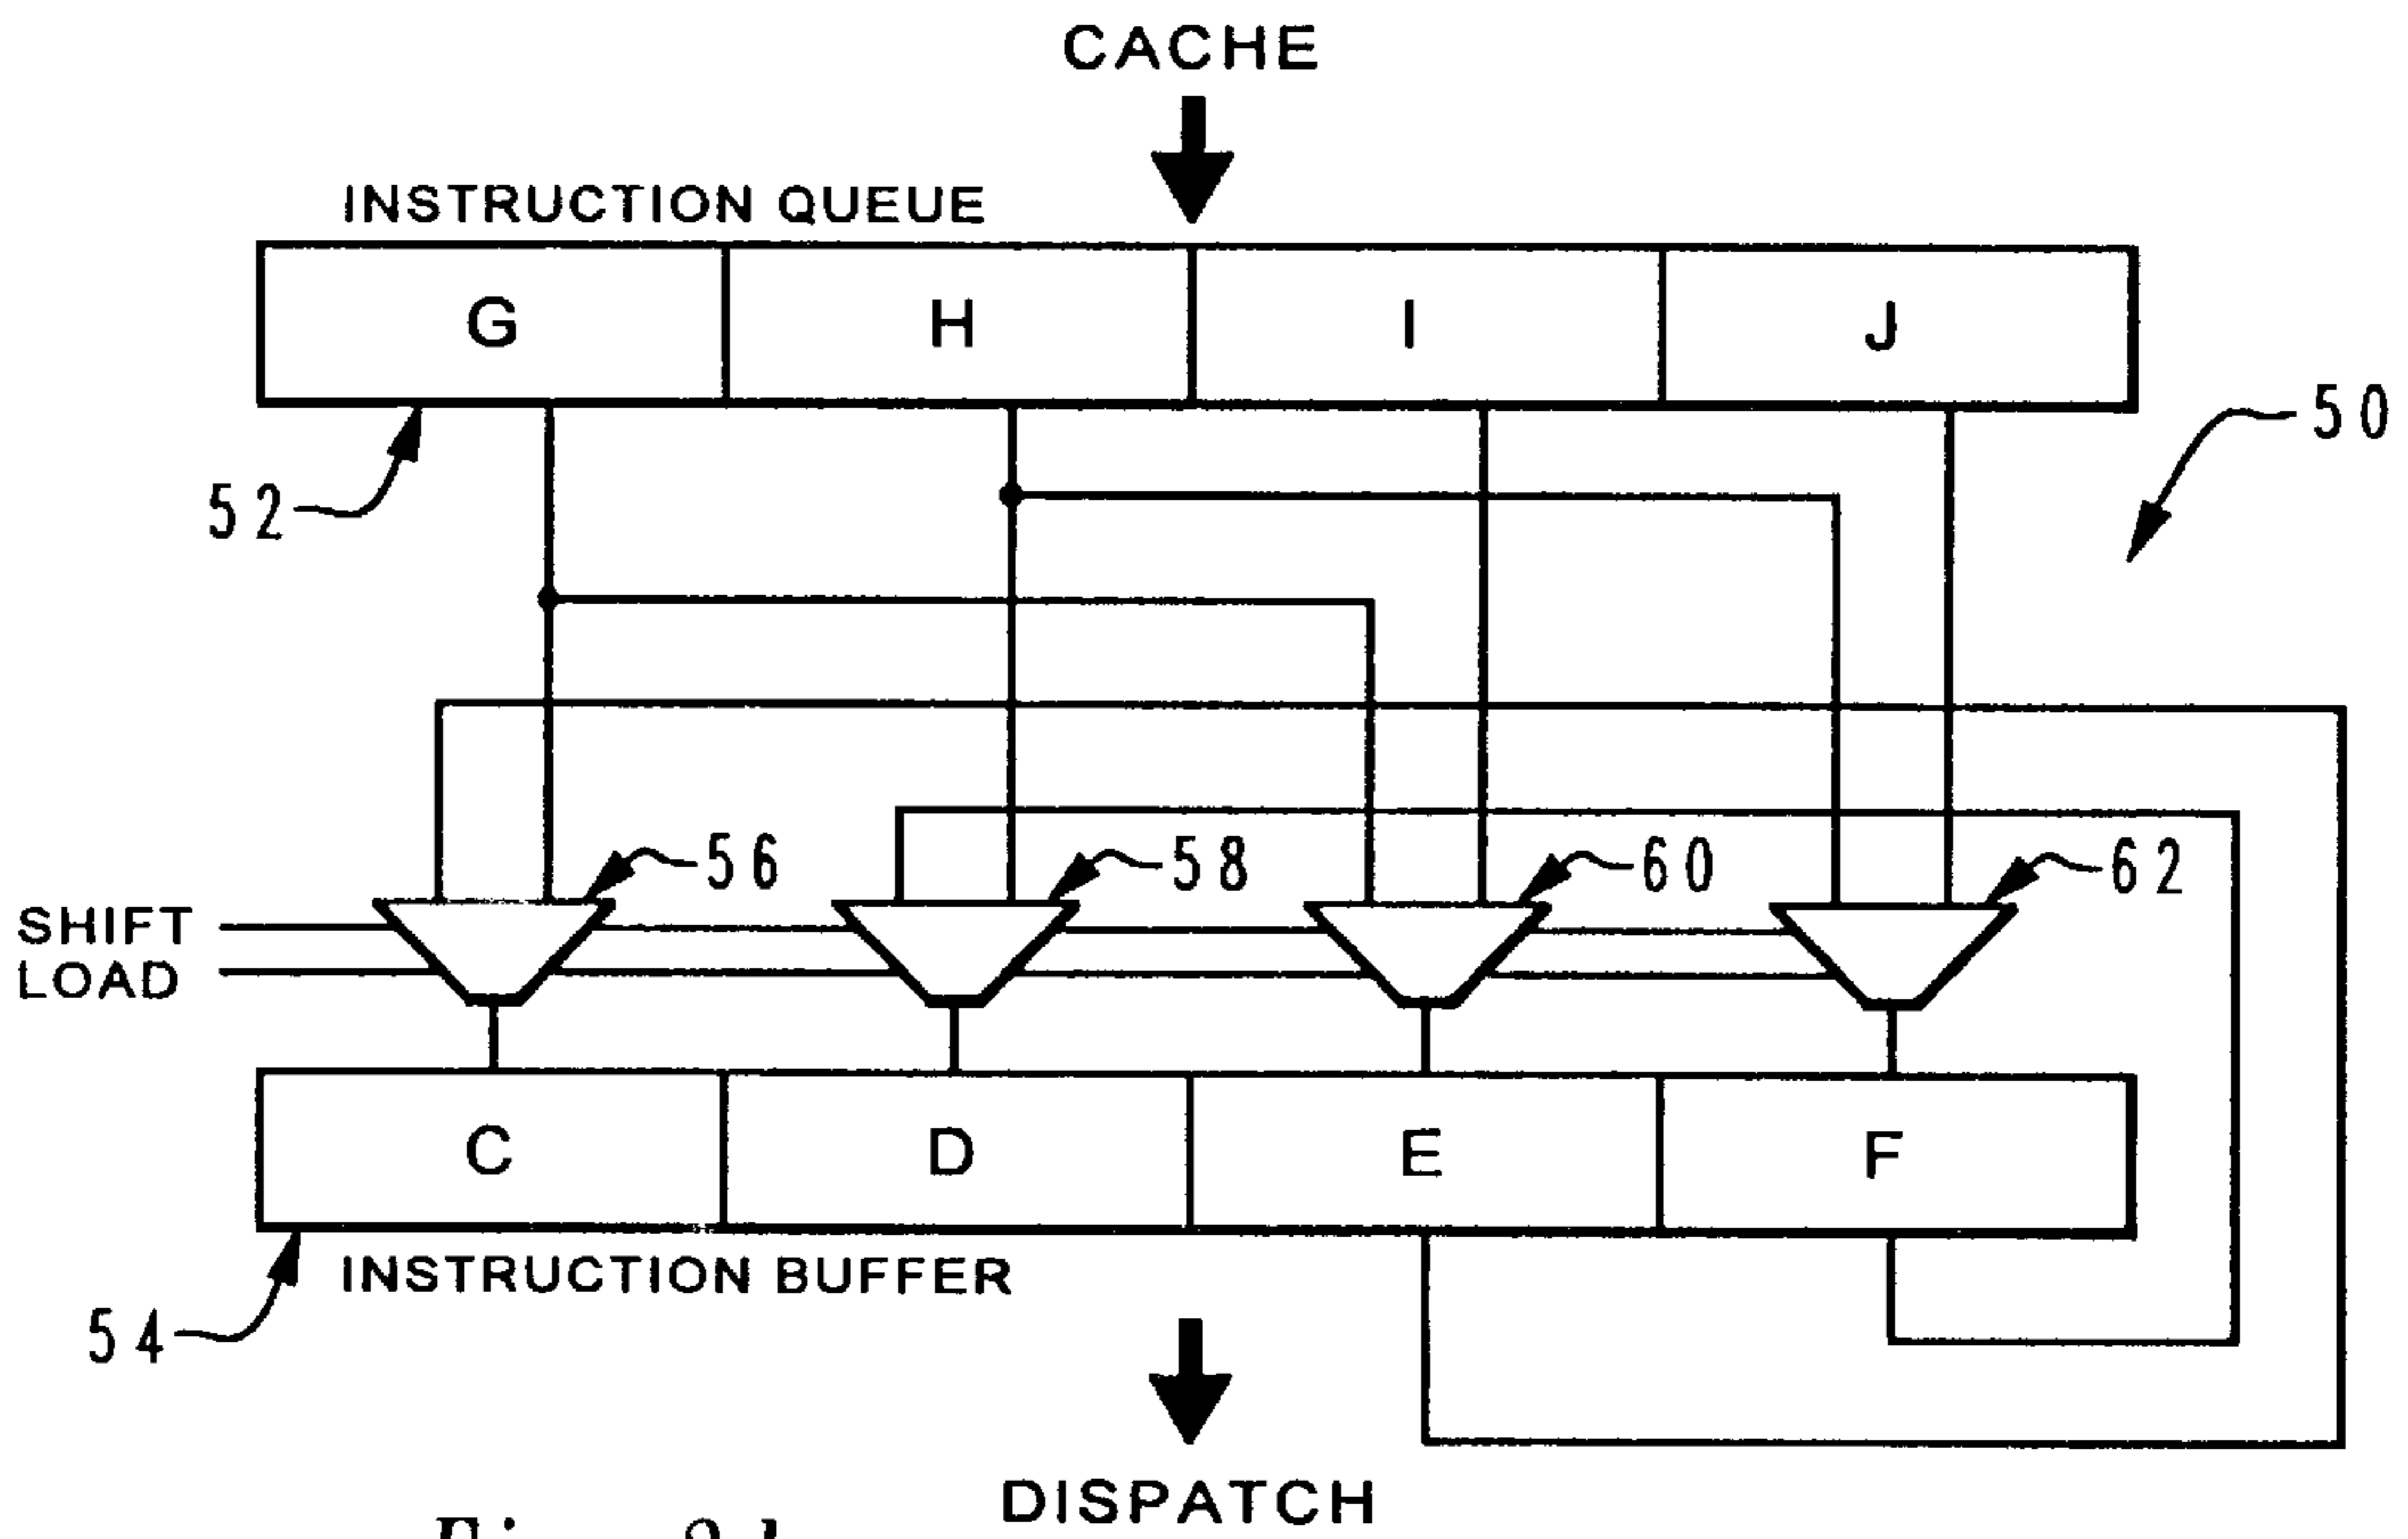 CACHE
INSTRUCTION QUEUE
G H I J
50
52
56 58 60 62
SHIFT
LOAD
C D E F
INSTRUCTION BUFFER
54
DISPATCH